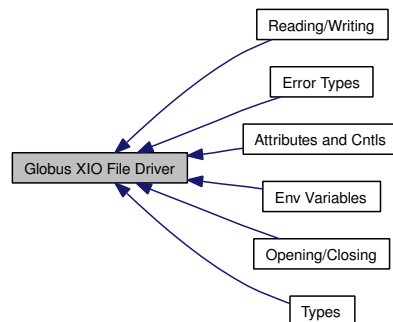 Reading/Writing
Error Types
Attributes and Cntls
Globus XIO File Driver
Env Variables
Opening/Closing
Types